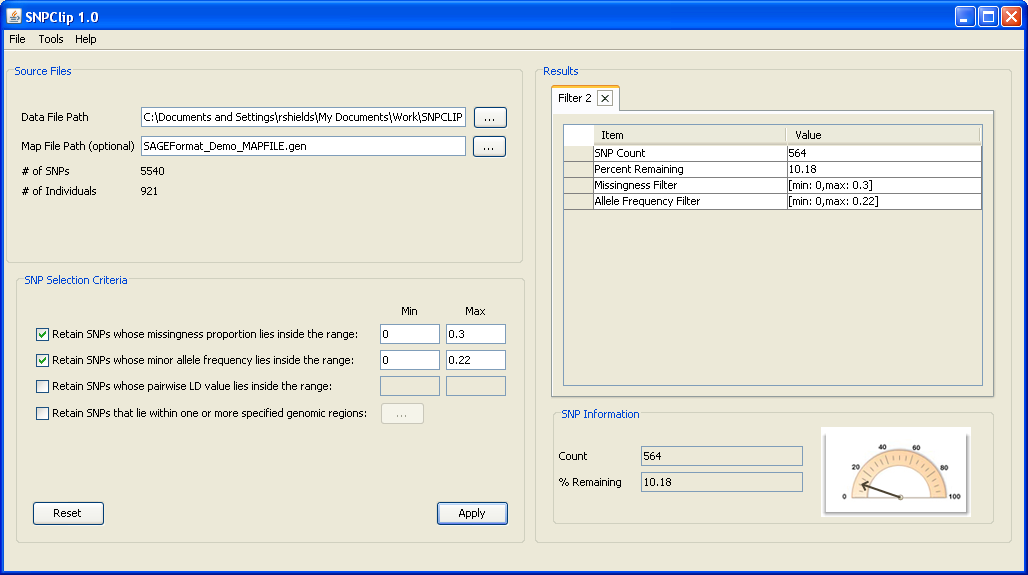 SNPClip 1.0
File Tools Help
Source Files
Data File Path C:\Documents and Settings\rshields\My Documents\Work\SNPCLIP ...
Map File Path (optional) SAGEFormat_Demo_MAPFILE.gen ...
# of SNPs 5540
# of Individuals 921
SNP Selection Criteria
Min Max
Retain SNPs whose missingness proportion lies inside the range: 0 0.3
Retain SNPs whose minor allele frequency lies inside the range: 0 0.22
Retain SNPs whose pairwise LD value lies inside the range:
Retain SNPs that lie within one or more specified genomic regions: ...
Reset Apply
Results
Filter 2
Item Value
SNP Count 564
Percent Remaining 10.18
Missingness Filter [min: 0,max: 0.3]
Allele Frequency Filter [min: 0,max: 0.22]
SNP Information
Count 564
% Remaining 10.18
0 20 40 60 80 100